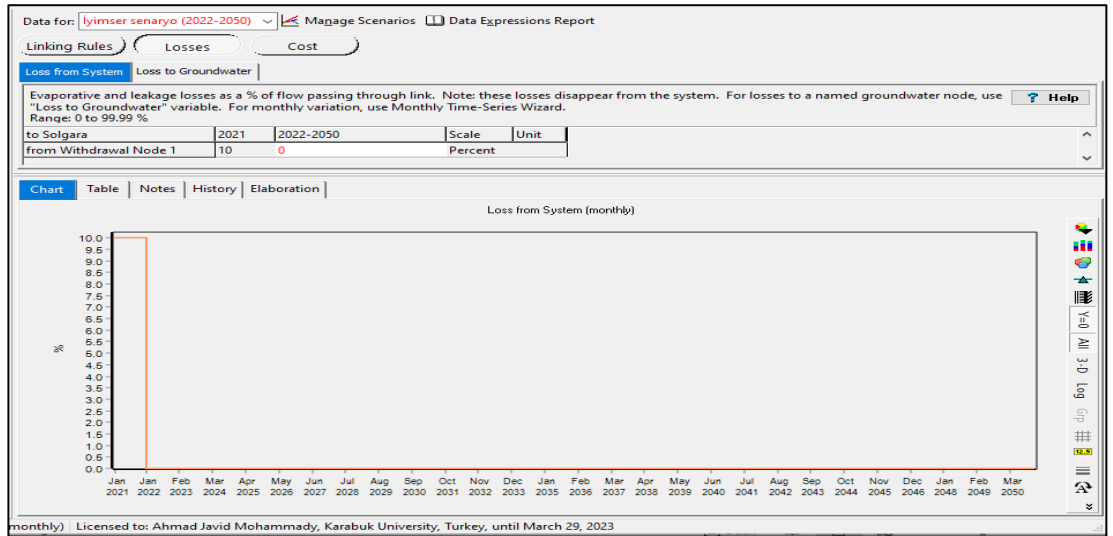 Data for: İyimser senaryo (2022-2050) Manage Scenarios Data Expressions Report
Linking Rules Losses Cost
Loss from System Loss to Groundwater
Evaporative and leakage losses as a % of flow passing through link. Note: these losses disappear from the system. For losses to a named groundwater node, use
"Loss to Groundwater" variable. For monthly variation, use Monthly Time-Series Wizard.
Range: 0 to 99.99 %
? Help
to Solgara 2021 2022-2050 Scale Unit
from Withdrawal Node 1 10 0 Percent
Chart Table Notes History Elaboration
Loss from System (monthly)
10.0
9.5
9.0
8.5
8.0
7.5
7.0
6.5
6.0
5.5
5.0
4.5
4.0
3.5
3.0
2.5
2.0
1.5
1.0
0.5
0.0
%
Jan Jan Feb Mar Apr May Jun Jul Aug Sep Oct Nov Dec Jan Feb Mar Apr May Jun Jul Aug Sep Oct Nov Dec Jan Feb Mar
2021 2022 2023 2024 2025 2026 2027 2028 2029 2030 2031 2032 2033 2035 2036 2037 2038 2039 2040 2041 2042 2043 2044 2045 2046 2048 2049 2050
Y=0
All
3-D
Log
Grp
12.5
monthly) Licensed to: Ahmad Javid Mohammady, Karabuk University, Turkey, until March 29, 2023